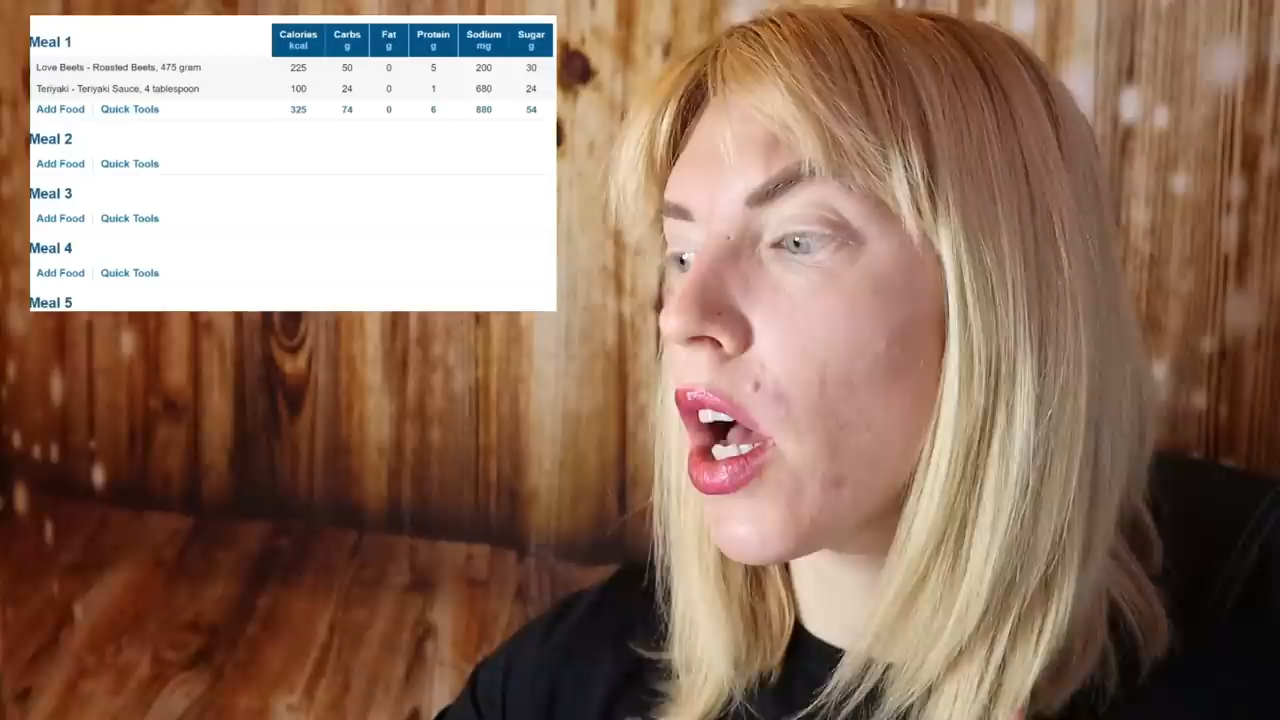 Meal 1 Calories Carbs Fat Protein Sodium Sugar
kcal g g g mg g
Love Beets - Roasted Beets, 475 gram 225 50 0 5 200 30
Teriyaki - Teriyaki Sauce, 4 tablespoon 100 24 0 1 680 24
Add Food Quick Tools 325 74 0 6 880 54
Meal 2
Add Food Quick Tools
Meal 3
Add Food Quick Tools
Meal 4
Add Food Quick Tools
Meal 5